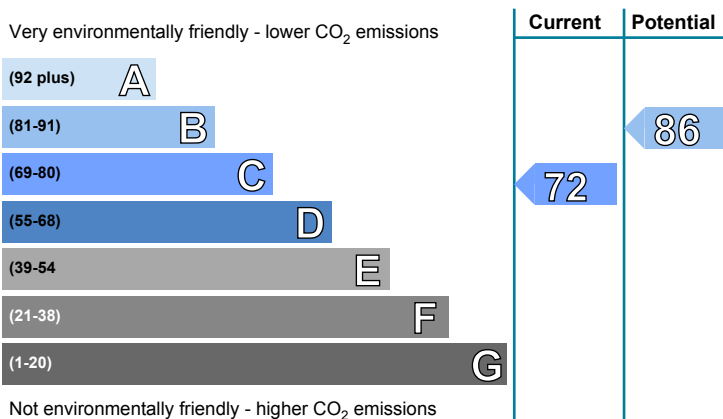 Very environmentally friendly - lower CO2 emissions
Current Potential
(92 plus) A
(81-91) B
86
(69-80) C
72
(55-68) D
(39-54 E
(21-38) F
(1-20) G
Not environmentally friendly - higher CO2 emissions